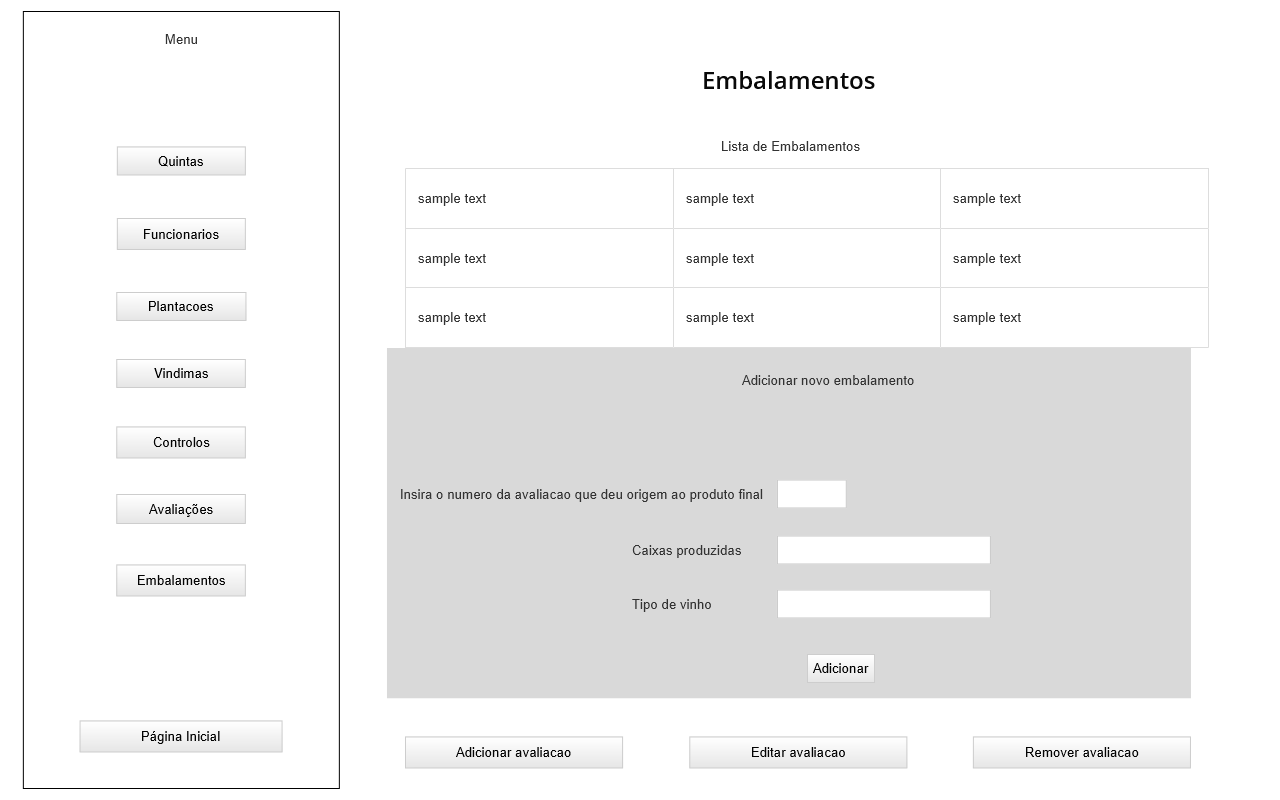 Menu
Quintas
Funcionarios
Plantacoes
Vindimas
Controlos
Avaliações
Embalamentos
Página Inicial
Embalamentos
Lista de Embalamentos
sample text sample text sample text
sample text sample text sample text
sample text sample text sample text
Adicionar novo embalamento
Insira o numero da avaliacao que deu origem ao produto final
Caixas produzidas
Tipo de vinho
Adicionar
Adicionar avaliacao Editar avaliacao Remover avaliacao